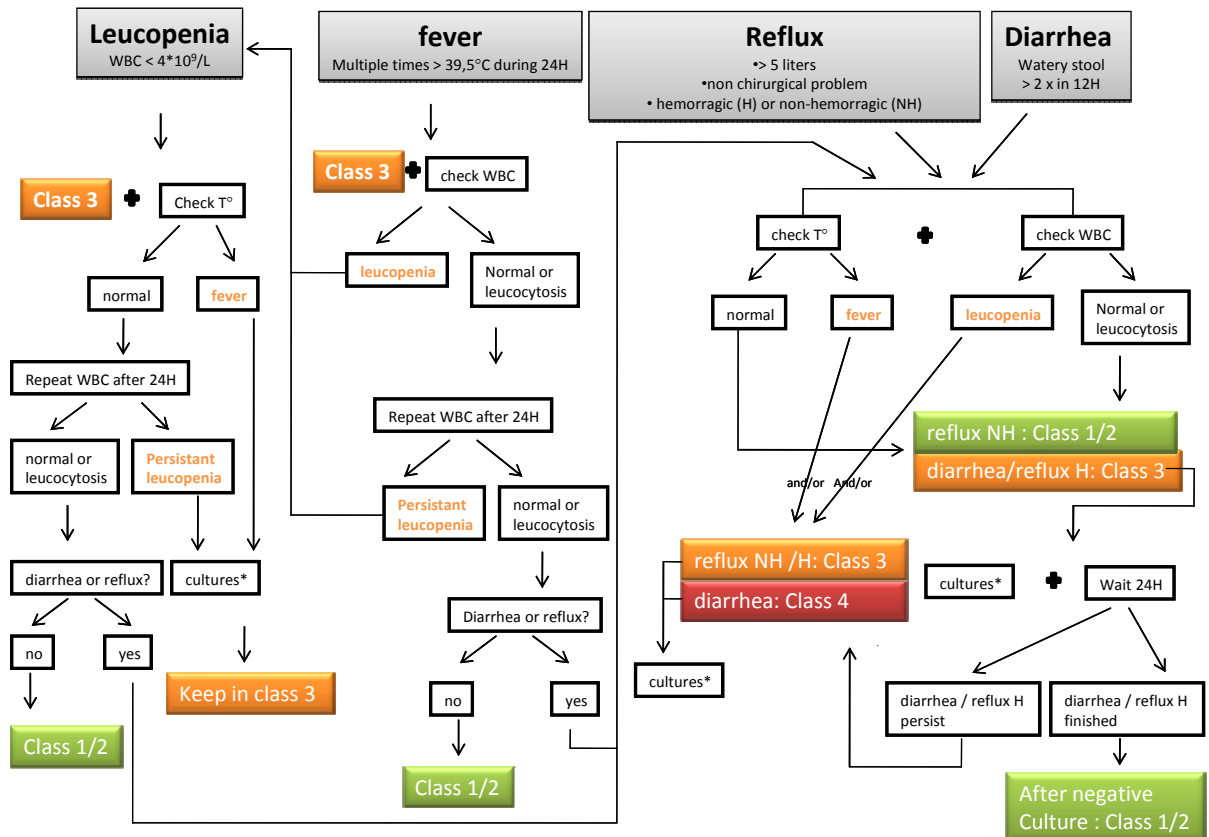 Leucopenia
WBC < 4*10⁹/L
fever
Multiple times > 39,5°C during 24H
Reflux
•> 5 liters
•non chirurgical problem
• hemorragic (H) or non-hemorragic (NH)
Diarrhea
Watery stool
> 2 x in 12H
Class 3
Check T°
normal
fever
Repeat WBC after 24H
normal or
leucocytosis
Persistant
leucopenia
diarrhea or reflux?
cultures*
no
yes
Keep in class 3
Class 1/2
Class 3
check WBC
leucopenia
Normal or
leucocytosis
Repeat WBC after 24H
Persistant
leucopenia
normal or
leucocytosis
Diarrhea or reflux?
no
yes
Class 1/2
check T°
check WBC
normal
fever
leucopenia
Normal or
leucocytosis
reflux NH : Class 1/2
diarrhea/reflux H: Class 3
and/or
And/or
reflux NH /H: Class 3
diarrhea: Class 4
cultures*
cultures*
Wait 24H
diarrhea / reflux H
persist
diarrhea / reflux H
finished
After negative
Culture : Class 1/2